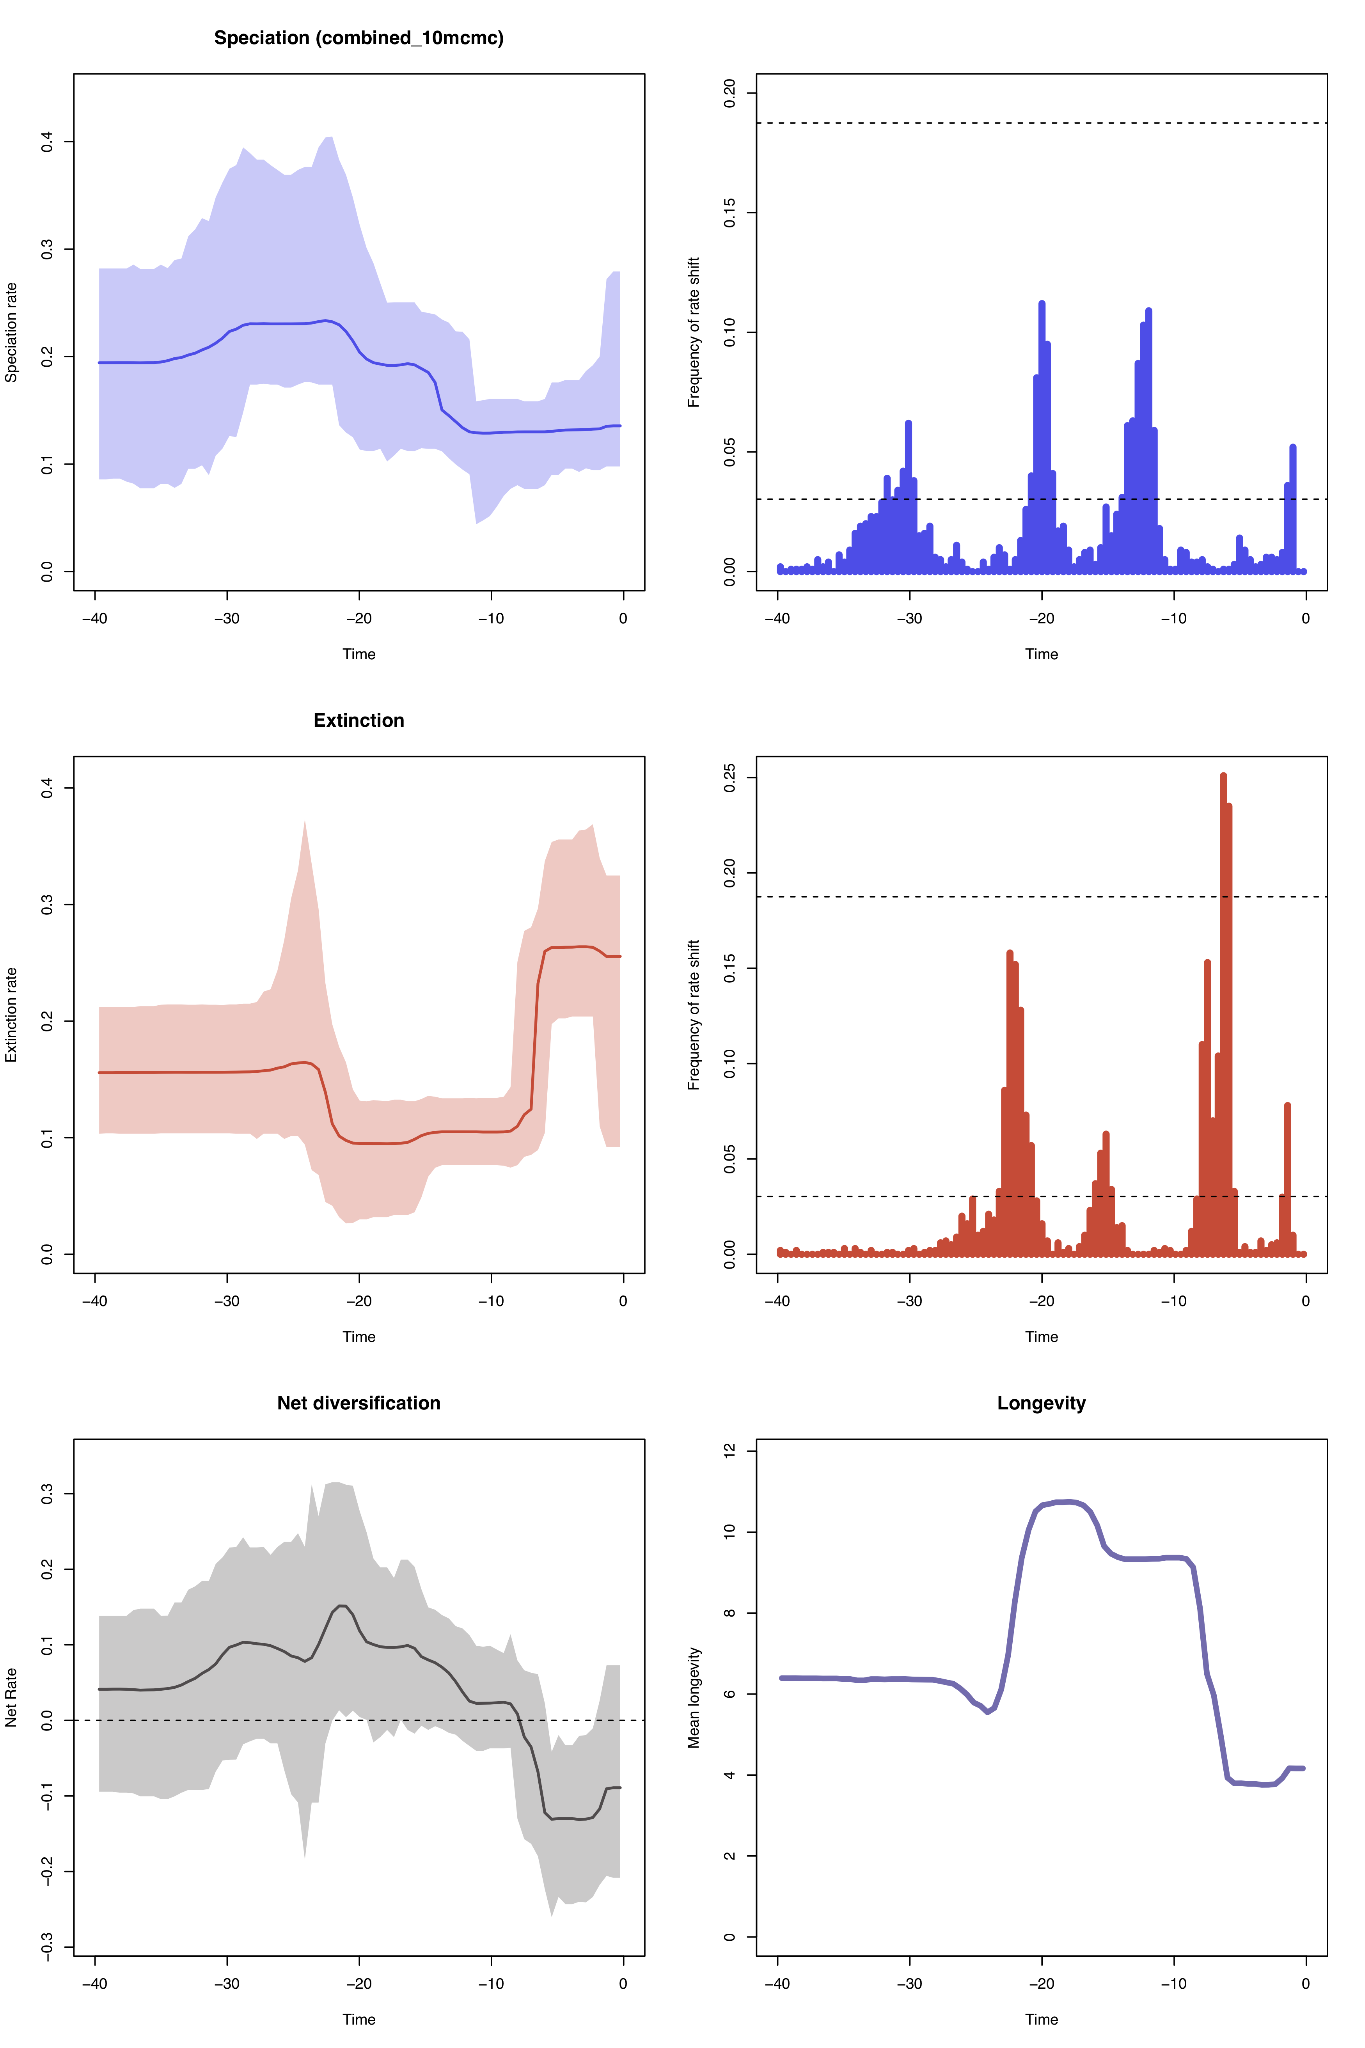 Speciation (combined_10mcmc)
Speciation rate
0.0 0.1 0.2 0.3 0.4
−40 −30 −20 −10 0
Time
Frequency of rate shift
0.00 0.05 0.10 0.15 0.20
−40 −30 −20 −10 0
Time
Extinction
Extinction rate
0.0 0.1 0.2 0.3 0.4
−40 −30 −20 −10 0
Time
Frequency of rate shift
0.00 0.05 0.10 0.15 0.20 0.25
−40 −30 −20 −10 0
Time
Net diversification
Net Rate
−0.3 −0.2 −0.1 0.0 0.1 0.2 0.3
−40 −30 −20 −10 0
Time
Longevity
Mean longevity
0 2 4 6 8 10 12
−40 −30 −20 −10 0
Time